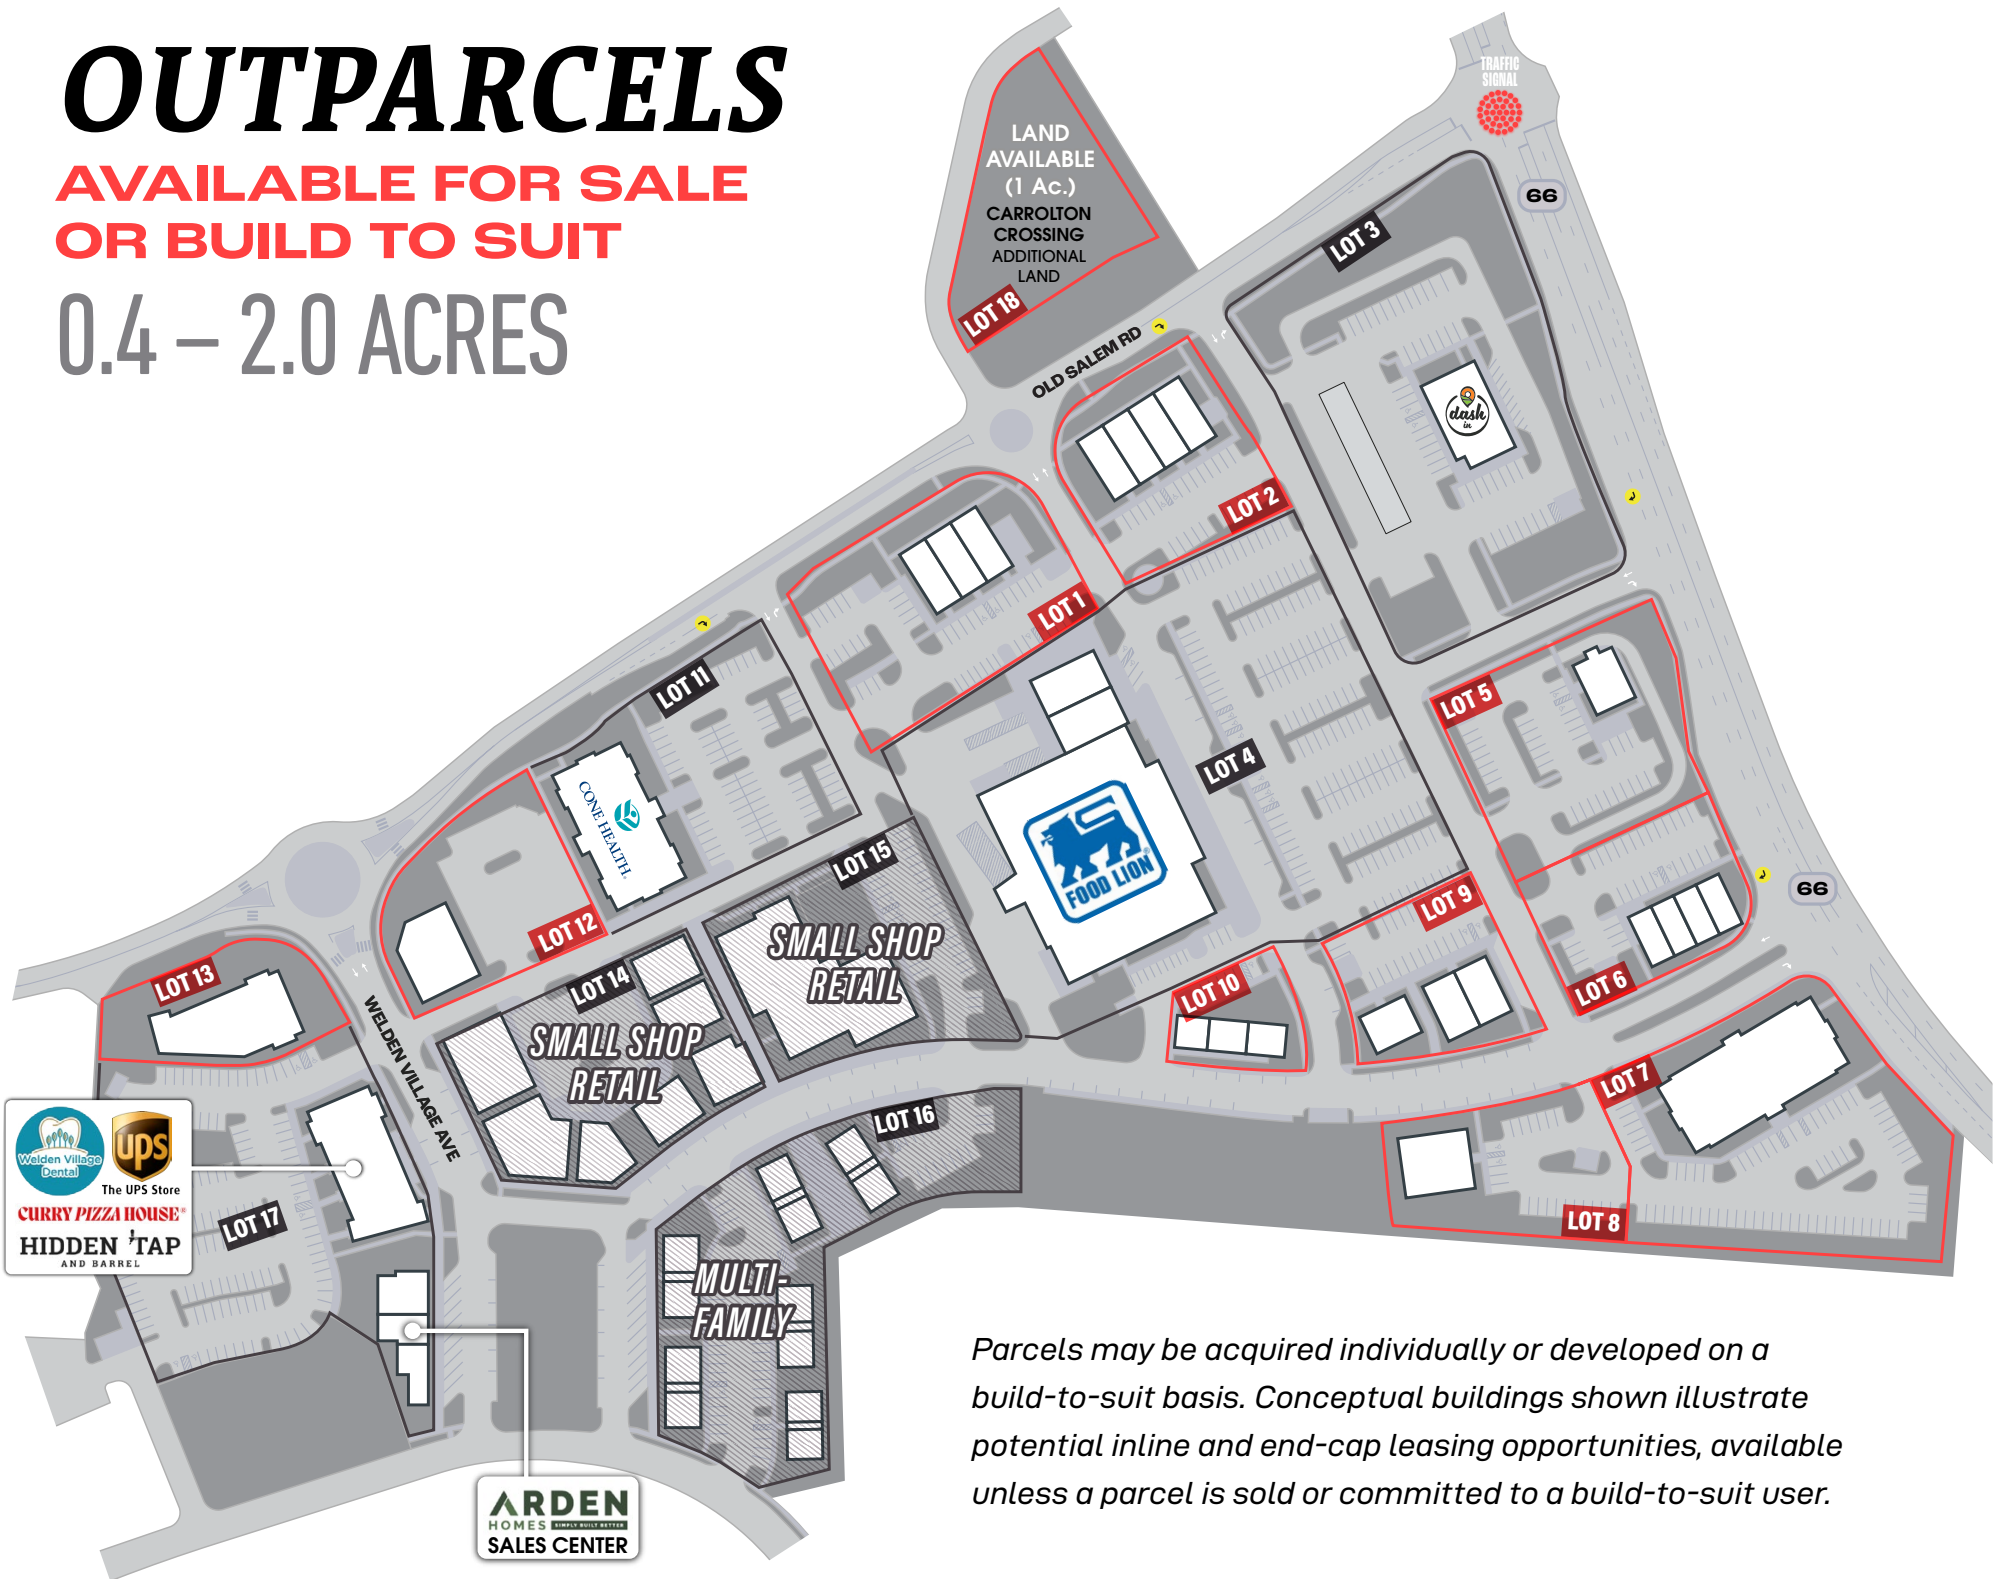 OUTPARCELS
AVAILABLE FOR SALE
OR BUILD TO SUIT
0.4 – 2.0 ACRES
TRAFFIC
SIGNAL
66
LAND
AVAILABLE
(1 Ac.)
CARROLTON
CROSSING
ADDITIONAL
LAND
LOT 18
OLD SALEM RD
LOT 3
dash
in
LOT 2
LOT 1
LOT 11
LOT 5
LOT 4
CONE HEALTH
FOOD LION
LOT 15
SMALL SHOP
RETAIL
66
LOT 9
LOT 12
LOT 6
LOT 10
LOT 13
LOT 14
SMALL SHOP
RETAIL
WELDEN VILLAGE AVE
LOT 7
LOT 16
LOT 8
Welden Village
Dental
ups
The UPS Store
CURRY PIZZA HOUSE
HIDDEN TAP
AND BARREL
LOT 17
MULTI-
FAMILY
ARDEN
HOMES SIMPLY BUILT BETTER
SALES CENTER
Parcels may be acquired individually or developed on a
build-to-suit basis. Conceptual buildings shown illustrate
potential inline and end-cap leasing opportunities, available
unless a parcel is sold or committed to a build-to-suit user.